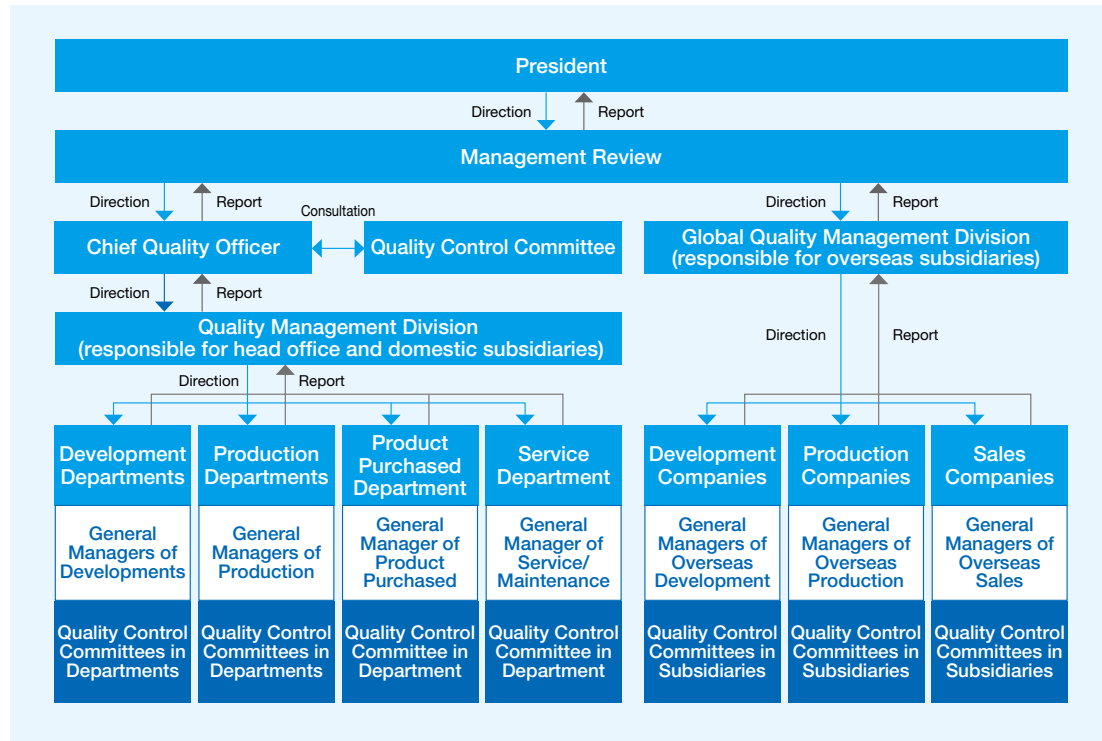 President
Direction
Report
Management Review
Direction
Report
Direction
Report
Consultation
Chief Quality Officer
Quality Control Committee
Global Quality Management Division
(responsible for overseas subsidiaries)
Direction
Report
Quality Management Division
(responsible for head office and domestic subsidiaries)
Direction
Report
Direction
Report
Development
Departments
General
Managers of
Developments
Quality Control
Committees in
Departments
Production
Departments
General
Managers of
Production
Quality Control
Committees in
Departments
Product
Purchased
Department
General
Manager of
Product
Purchased
Quality Control
Committee in
Department
Service
Department
General
Manager of
Service/
Maintenance
Quality Control
Committee in
Department
Development
Companies
General
Managers of
Overseas
Development
Quality Control
Committees in
Subsidiaries
Production
Companies
General
Managers of
Overseas
Production
Quality Control
Committees in
Subsidiaries
Sales
Companies
General
Managers of
Overseas
Sales
Quality Control
Committees in
Subsidiaries